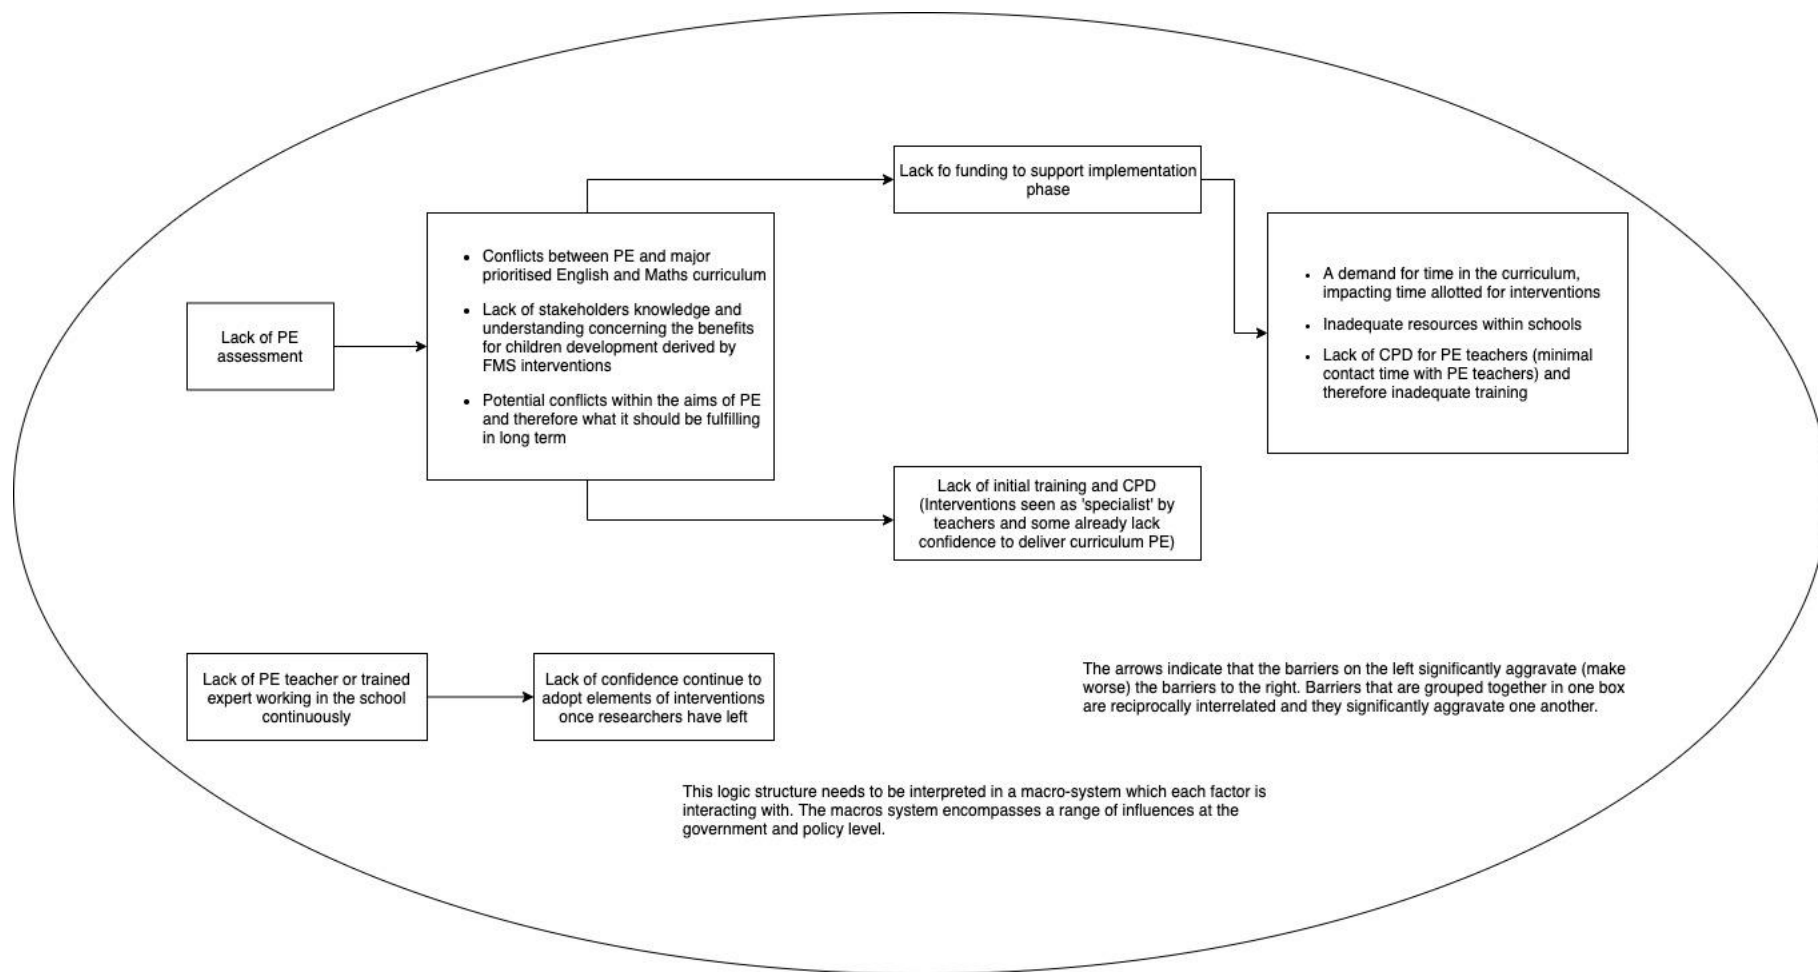 Lack of PE
assessment
• Conflicts between PE and major
prioritised English and Maths curriculum
• Lack of stakeholders knowledge and
understanding concerning the benefits
for children development derived by
FMS interventions
• Potential conflicts within the aims of PE
and therefore what it should be fulfilling
in long term
Lack fo funding to support implementation
phase
• A demand for time in the curriculum,
impacting time allotted for interventions
• Inadequate resources within schools
• Lack of CPD for PE teachers (minimal
contact time with PE teachers) and
therefore inadequate training
Lack of initial training and CPD
(Interventions seen as 'specialist' by
teachers and some already lack
confidence to deliver curriculum PE)
Lack of PE teacher or trained
expert working in the school
continuously
Lack of confidence continue to
adopt elements of interventions
once researchers have left
The arrows indicate that the barriers on the left significantly aggravate (make
worse) the barriers to the right. Barriers that are grouped together in one box
are reciprocally interrelated and they significantly aggravate one another.
This logic structure needs to be interpreted in a macro-system which each factor is
interacting with. The macros system encompasses a range of influences at the
government and policy level.